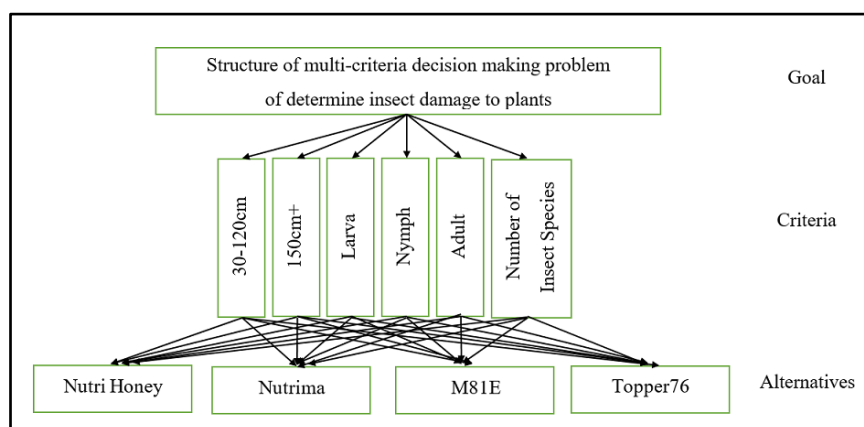 Structure of multi-criteria decision making problem
of determine insect damage to plants
Goal
30-120cm
150cm+
Larva
Nymph
Adult
Number of
Insect Species
Criteria
Nutri Honey
Nutrima
M81E
Topper76
Alternatives